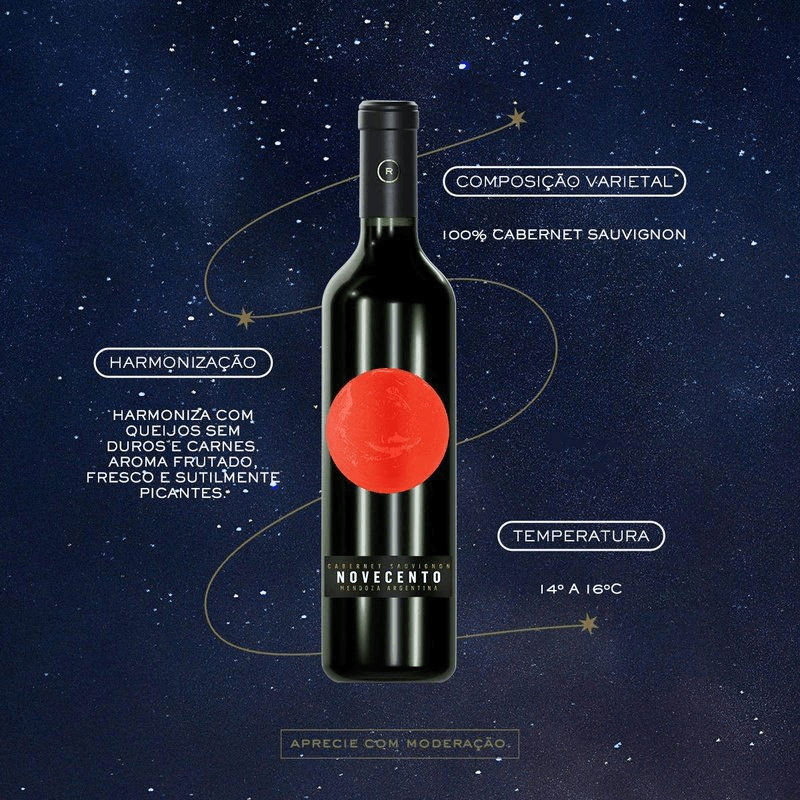 R
COMPOSIÇÃO VARIETAL
100% CABERNET SAUVIGNON
HARMONIZAÇÃO
HARMONIZA COM
QUEIJOS SEM
DUROS E CARNES.
AROMA FRUTADO,
FRESCO E SUTILMENTE
PICANTES.
TEMPERATURA
14º A 16ºC
CABERNET SAUVIGNON
NOVECENTO
MENDOZA ARGENTINA
APRECIE COM MODERAÇÃO.